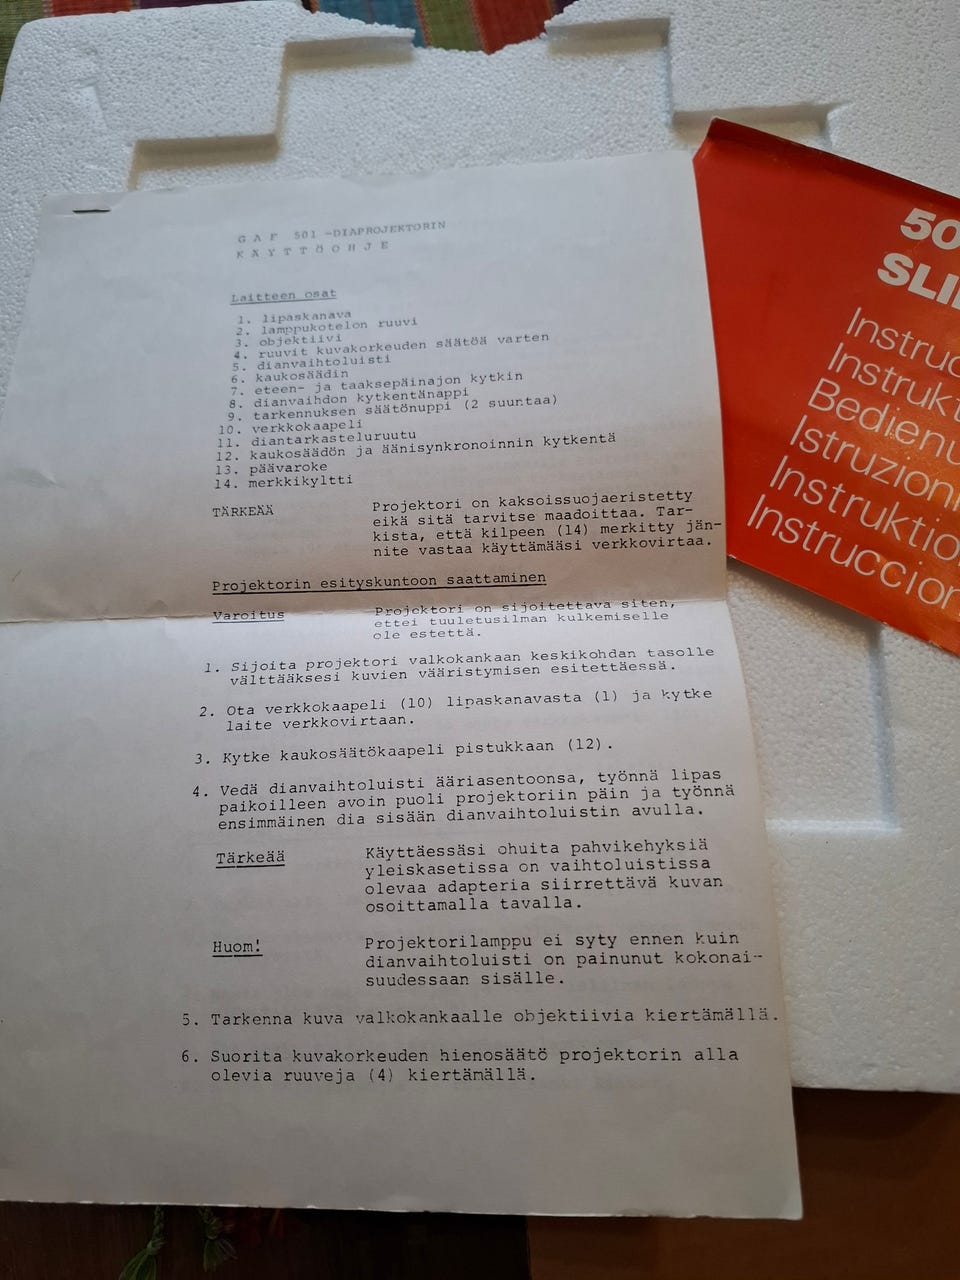 G A F 501 -DIAPROJEKTORIN
K Ä Y T T Ö O H J E
Laitteen osat
1. lipaskanava
2. lamppukotelon ruuvi
3. objektiivi
4. ruuvit kuvakorkeuden säätöä varten
5. dianvaihtoluisti
6. kaukosäädin
7. eteen- ja taaksepäinajon kytkin
8. dianvaihdon kytkentänappi
9. tarkennuksen säätönuppi (2 suuntaa)
10. verkkokaapeli
11. diantarkasteluruutu
12. kaukosäädön ja äänisynkronoinnin kytkentä
13. päävaroke
14. merkkikyltti
TÄRKEÄÄ Projektori on kaksoissuojaeristetty
eikä sitä tarvitse maadoittaa. Tar-
kista, että kilpeen (14) merkitty jän-
nite vastaa käyttämääsi verkkovirtaa.
Projektorin esityskuntoon saattaminen
Varoitus Projektori on sijoitettava siten,
ettei tuuletusilman kulkemiselle
ole estettä.
1. Sijoita projektori valkokankaan keskikohdan tasolle
välttääksesi kuvien vääristymisen esitettäessä.
2. Ota verkkokaapeli (10) lipaskanavasta (1) ja kytke
laite verkkovirtaan.
3. Kytke kaukosäätökaapeli pistukkaan (12).
4. Vedä dianvaihtoluisti ääriasentoonsa, työnnä lipas
paikoilleen avoin puoli projektoriin päin ja työnnä
ensimmäinen dia sisään dianvaihtoluistin avulla.
Tärkeää Käyttäessäsi ohuita pahvikehyksiä
yleiskasetissa on vaihtoluistissa
olevaa adapteria siirrettävä kuvan
osoittamalla tavalla.
Huom! Projektorilamppu ei syty ennen kuin
dianvaihtoluisti on painunut kokonai-
suudessaan sisälle.
5. Tarkenna kuva valkokankaalle objektiivia kiertämällä.
6. Suorita kuvakorkeuden hienosäätö projektorin alla
olevia ruuveja (4) kiertämällä.
50
SLI
Instruc
Instrukt
Bedienu
Istruzioni
Instruktio
Instruccion